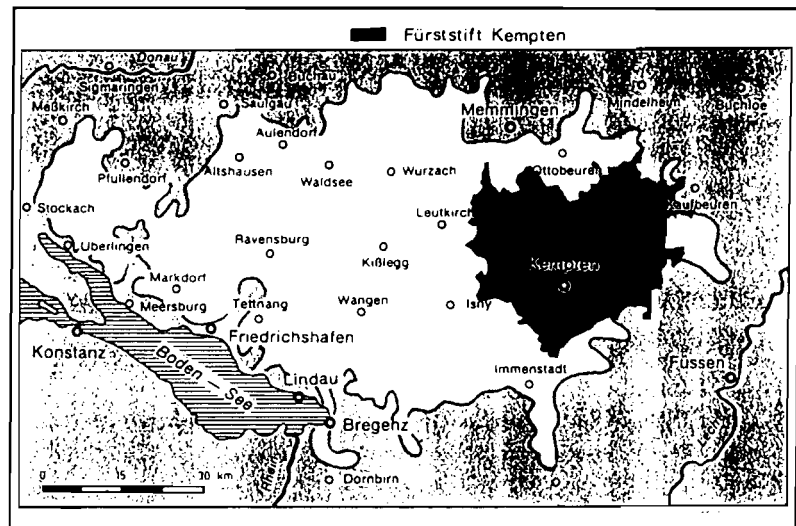 Fürststift Kempten
Donau
Sigmaringen
Buchau
Mindelheim
Buchloe
Meßkirch
Saulgau
Memmingen
Aulendorf
Pfullendorf
Altshausen
Waldsee
Wurzach
Ottobeuren
Kaufbeuren
Stockach
Leutkirch
Überlingen
Ravensburg
Kißlegg
Kempten
Markdorf
Meersburg
Tettnang
Wangen
Isny
Friedrichshafen
Konstanz
Boden – See
Immenstadt
Füssen
Lindau
Bregenz
0 15 30 km
Dornbirn